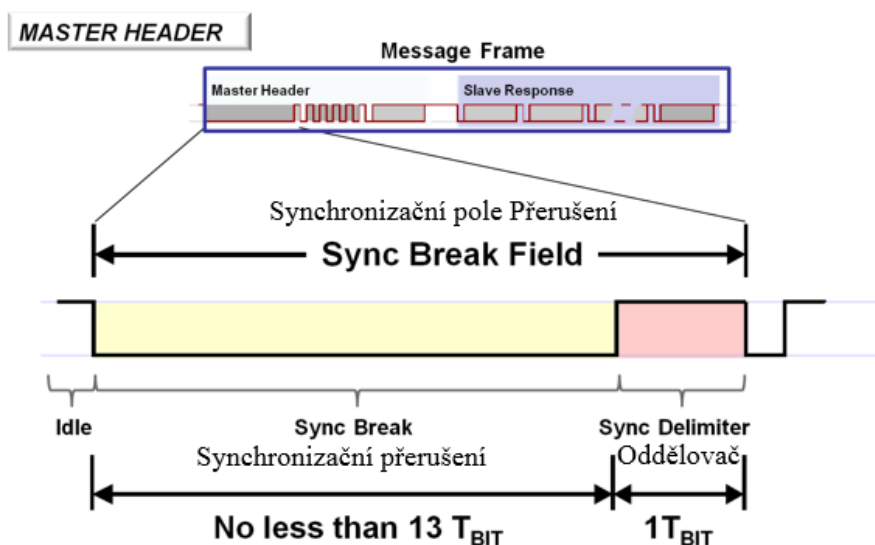 MASTER HEADER
Message Frame
Master Header
Slave Response
Synchronizační pole Přerušení
Sync Break Field
Idle
Sync Break
Sync Delimiter
Synchronizační přerušení
Oddělovač
No less than 13 TBIT
1TBIT